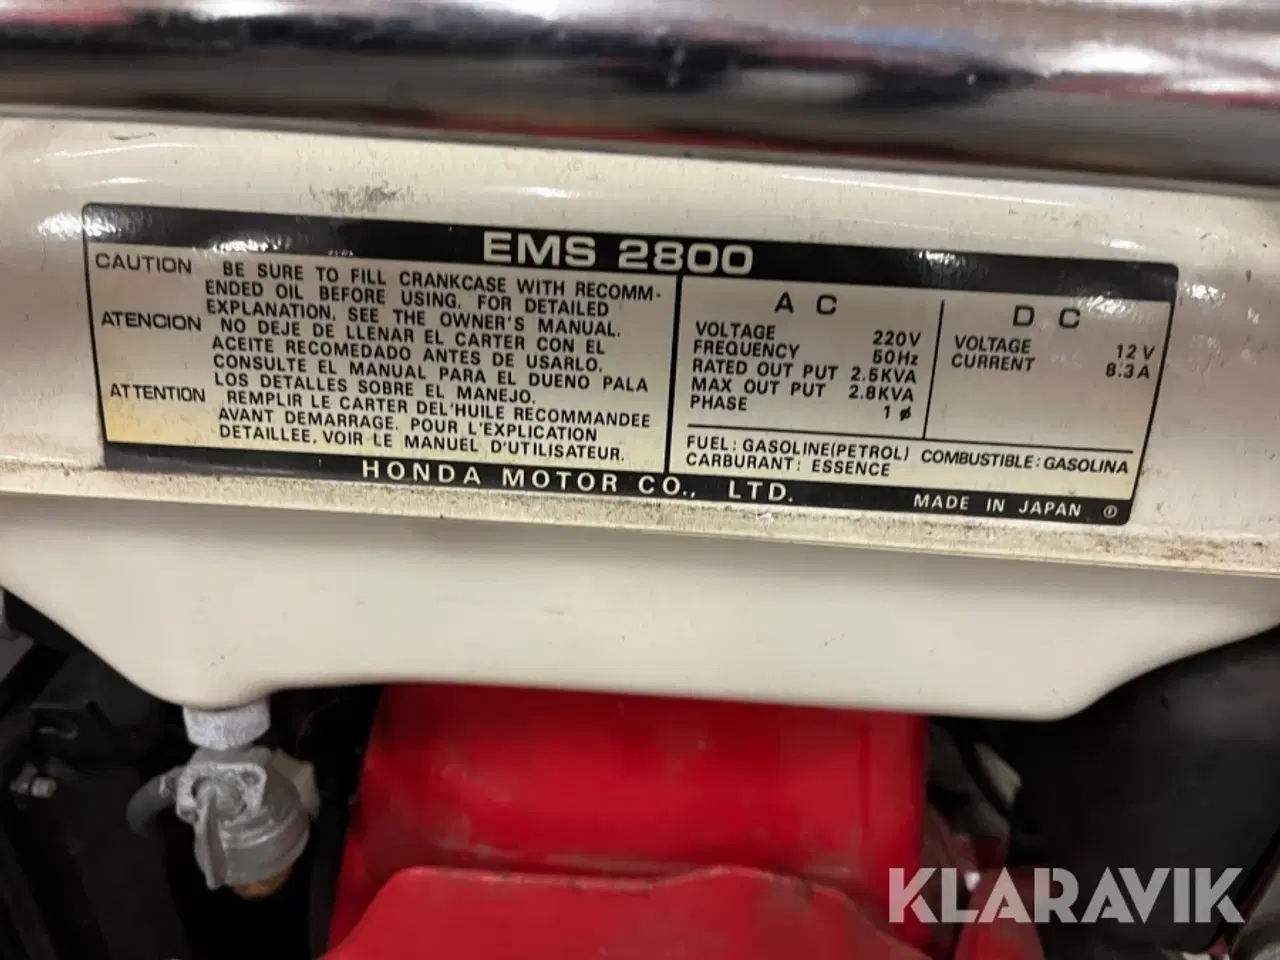 EMS 2800
CAUTION BE SURE TO FILL CRANKCASE WITH RECOMM-
ENDED OIL BEFORE USING. FOR DETAILED
EXPLANATION, SEE THE OWNER'S MANUAL.
ATENCION NO DEJE DE LLENAR EL CARTER CON EL
ACEITE RECOMEDADO ANTES DE USARLO.
CONSULTE EL MANUAL PARA EL DUENO PALA
LOS DETALLES SOBRE EL MANEJO.
ATTENTION REMPLIR LE CARTER DEL'HUILE RECOMMANDEE
AVANT DEMARRAGE. POUR L'EXPLICATION
DETAILLEE, VOIR LE MANUEL D'UTILISATEUR.
A C
VOLTAGE 220V
FREQUENCY 50Hz
RATED OUT PUT 2.5KVA
MAX OUT PUT 2.8KVA
PHASE 1 ø
D C
VOLTAGE 12V
CURRENT 8.3A
FUEL: GASOLINE(PETROL) COMBUSTIBLE: GASOLINA
CARBURANT: ESSENCE
HONDA MOTOR CO., LTD.
MADE IN JAPAN
KLARAVIK